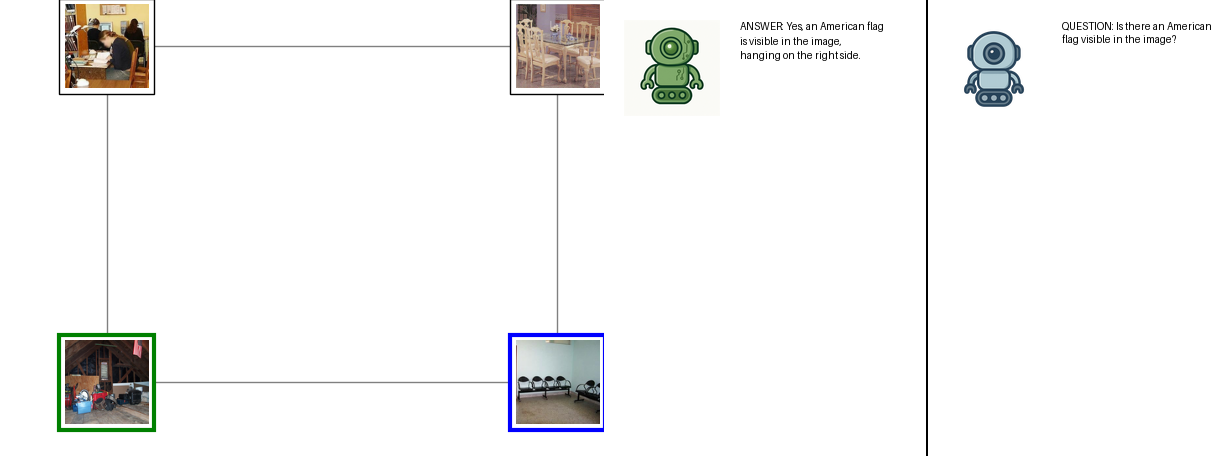 ANSWER: Yes, an American flag
is visible in the image,
hanging on the right side.
QUESTION: Is there an American
flag visible in the image?